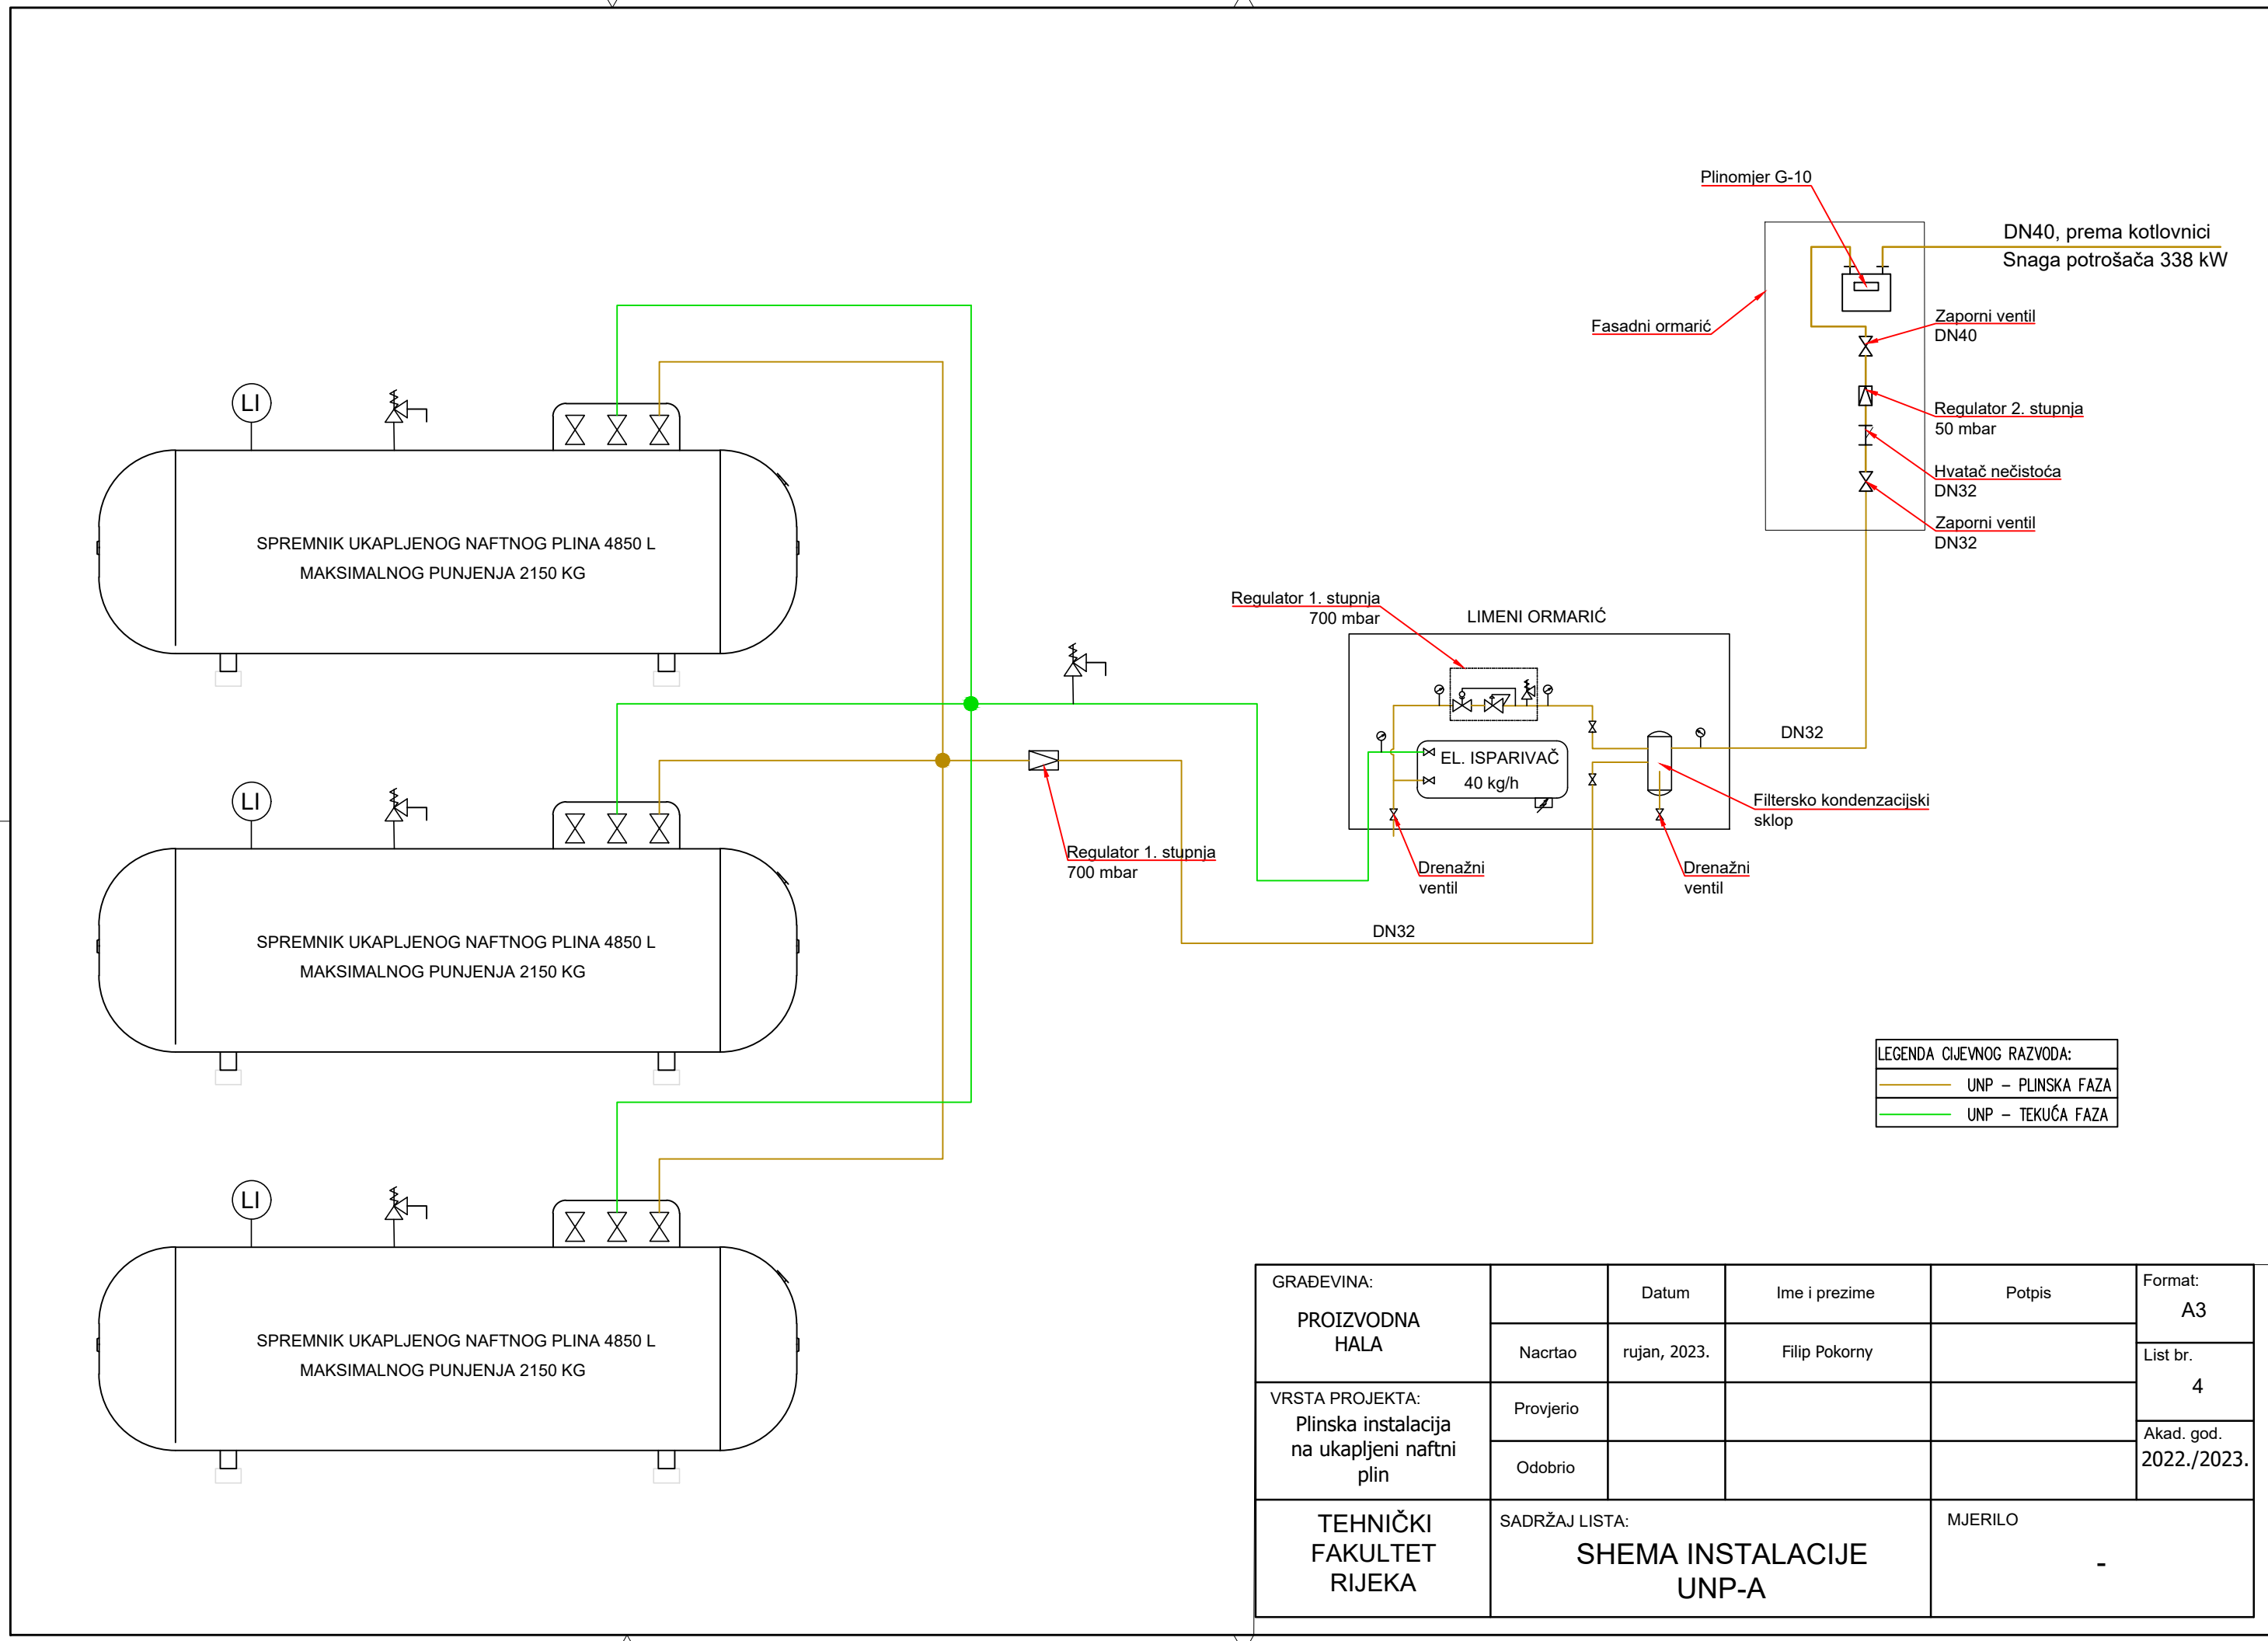 Plinomjer G-10
DN40, prema kotlovnici
Snaga potrošača 338 kW
Fasadni ormarić
Zaporni ventil
DN40
Regulator 2. stupnja
50 mbar
Hvatač nečistoća
DN32
Zaporni ventil
DN32
LI
SPREMNIK UKAPLJENOG NAFTNOG PLINA 4850 L
MAKSIMALNOG PUNJENJA 2150 KG
Regulator 1. stupnja
700 mbar
LIMENI ORMARIĆ
EL. ISPARIVAČ
40 kg/h
DN32
Filtersko kondenzacijski
sklop
Drenažni
ventil
Drenažni
ventil
Regulator 1. stupnja
700 mbar
DN32
LI
SPREMNIK UKAPLJENOG NAFTNOG PLINA 4850 L
MAKSIMALNOG PUNJENJA 2150 KG
LEGENDA CIJEVNOG RAZVODA:
UNP - PLINSKA FAZA
UNP - TEKUĆA FAZA
LI
SPREMNIK UKAPLJENOG NAFTNOG PLINA 4850 L
MAKSIMALNOG PUNJENJA 2150 KG
GRAĐEVINA:
PROIZVODNA
HALA
Datum
Ime i prezime
Potpis
Format:
A3
Nacrtao
rujan, 2023.
Filip Pokorny
List br.
4
VRSTA PROJEKTA:
Plinska instalacija
na ukapljeni naftni
plin
Provjerio
Odobrio
Akad. god.
2022./2023.
TEHNIČKI
FAKULTET
RIJEKA
SADRŽAJ LISTA:
SHEMA INSTALACIJE
UNP-A
MJERILO
-